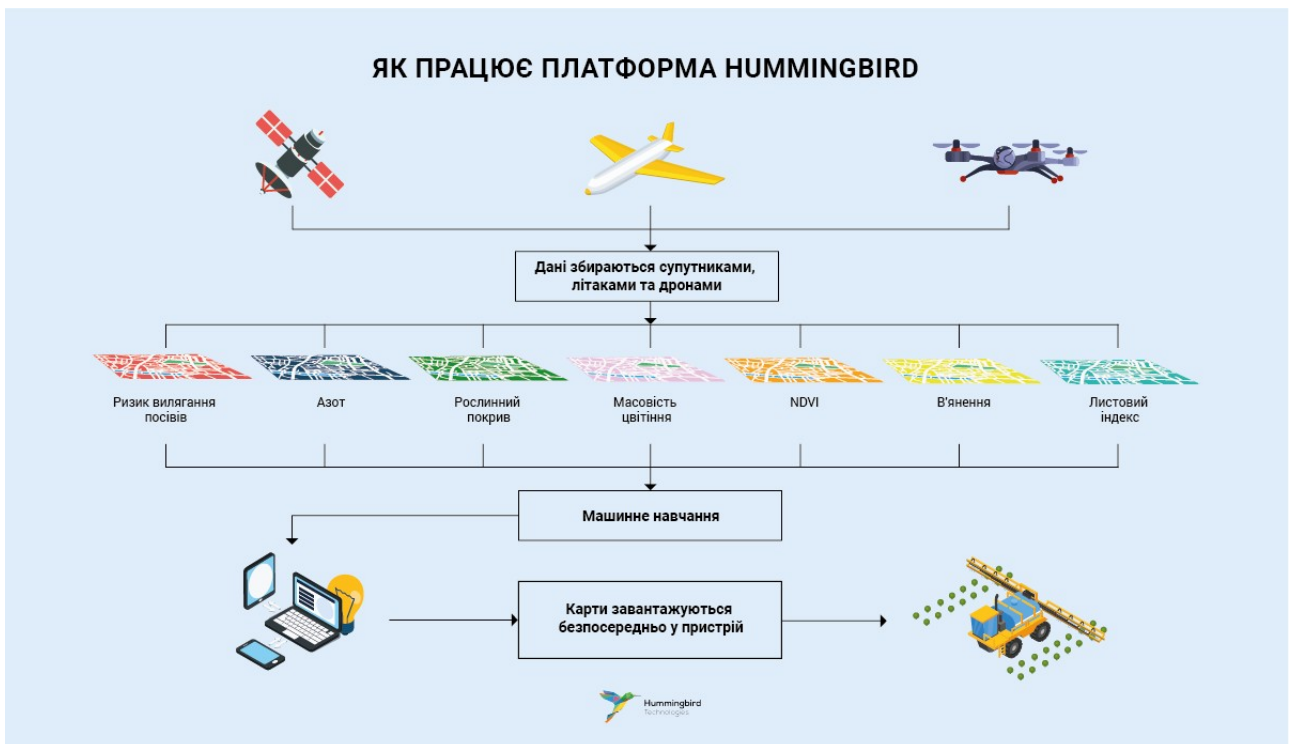 ЯК ПРАЦЮЄ ПЛАТФОРМА HUMMINGBIRD
Дані збираються супутниками,
літаками та дронами
Ризик вилягання
посівів
Азот
Рослинний
покрив
Масовість
цвітіння
NDVI
В'янення
Листовий
індекс
Машинне навчання
Карти завантажуються
безпосередньо у пристрій
Hummingbird
Technologies